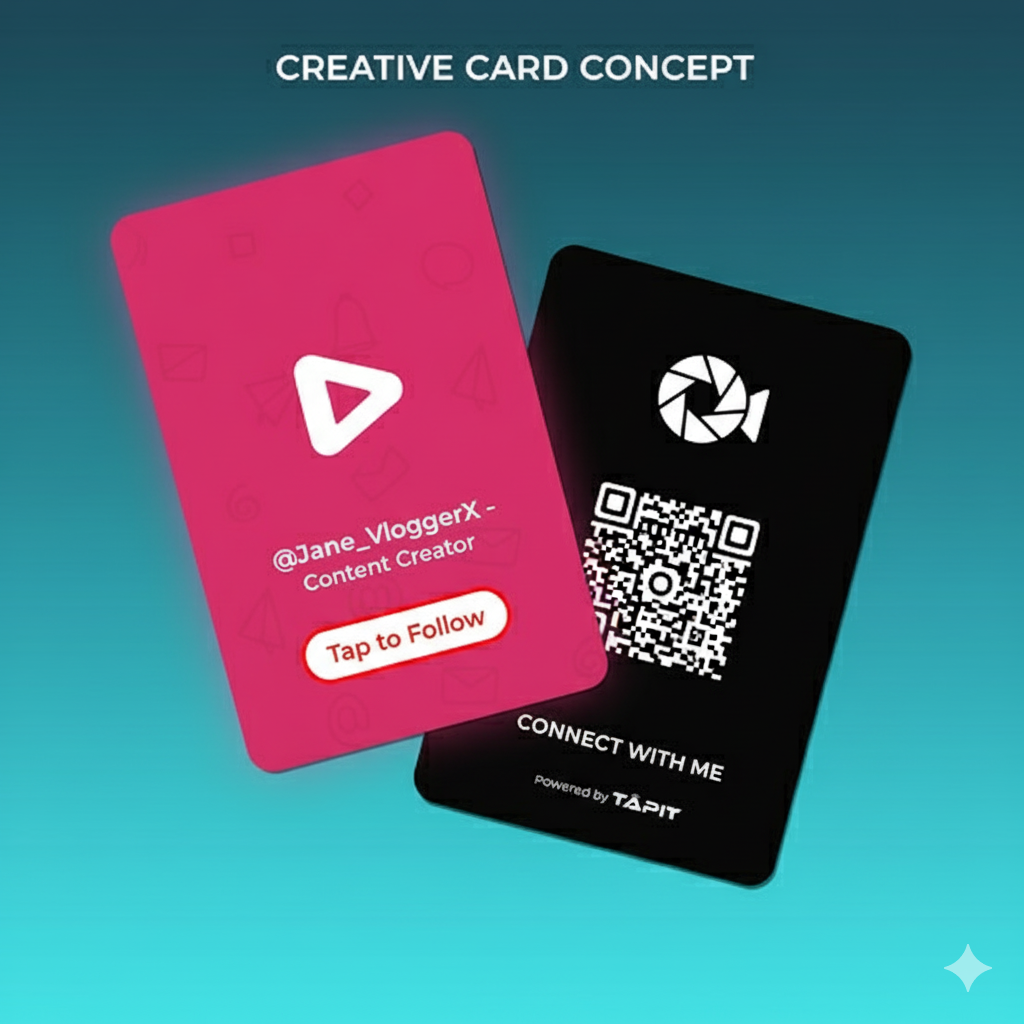 CREATIVE CARD CONCEPT
@Jane_VloggerX -
Content Creator
Tap to Follow
CONNECT WITH ME
Powered by TAPIT